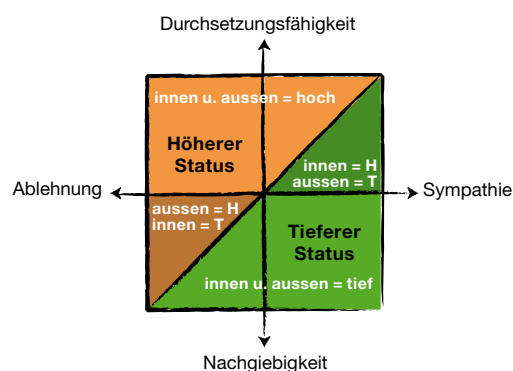 Durchsetzungsfähigkeit
innen u. aussen = hoch
Höherer
Status
innen = H
aussen = T
Ablehnung
Sympathie
aussen = H
innen = T
Tieferer
Status
innen u. aussen = tief
Nachgiebigkeit